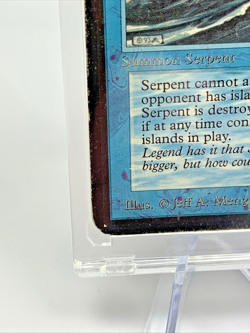 Summon Serpent
Serpent cannot a
opponent has isla
Serpent is destroy
if at any time con
islands in play.
Legend has it that S
bigger, but how cou
Illus. © Jeff A. Meng